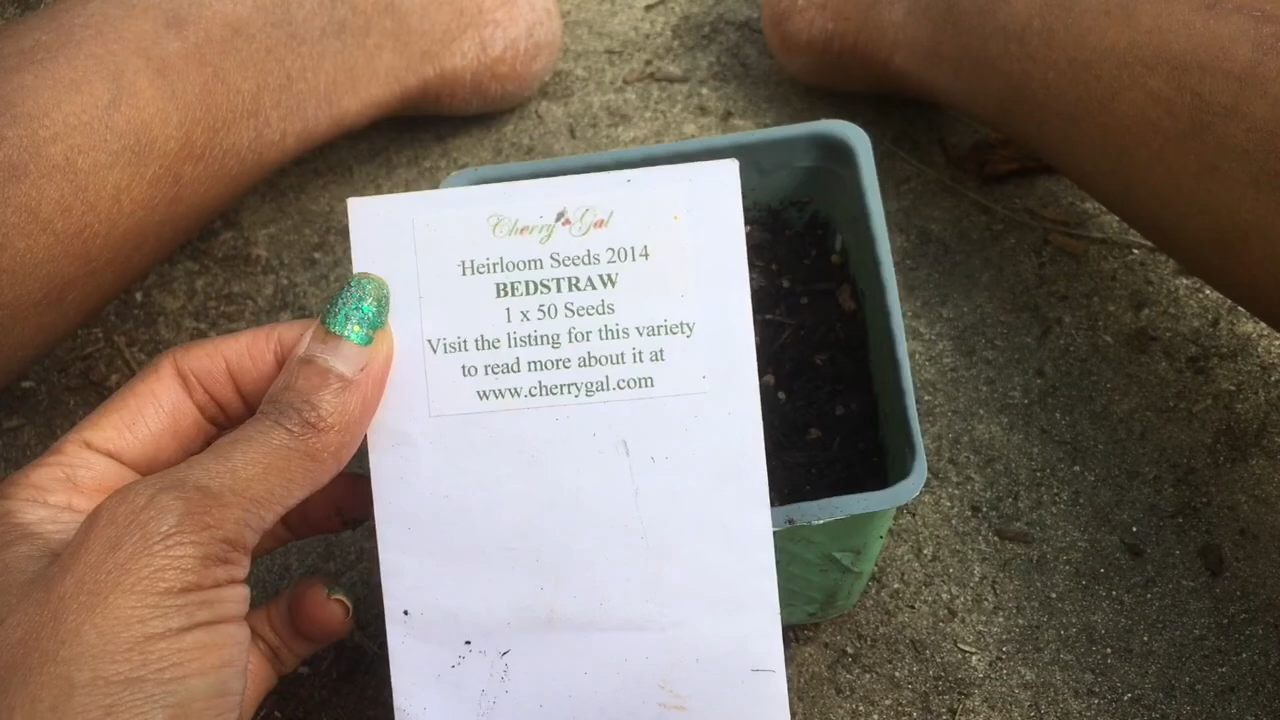 Cherry Gal
Heirloom Seeds 2014
BEDSTRAW
1 x 50 Seeds
Visit the listing for this variety
to read more about it at
www.cherrygal.com